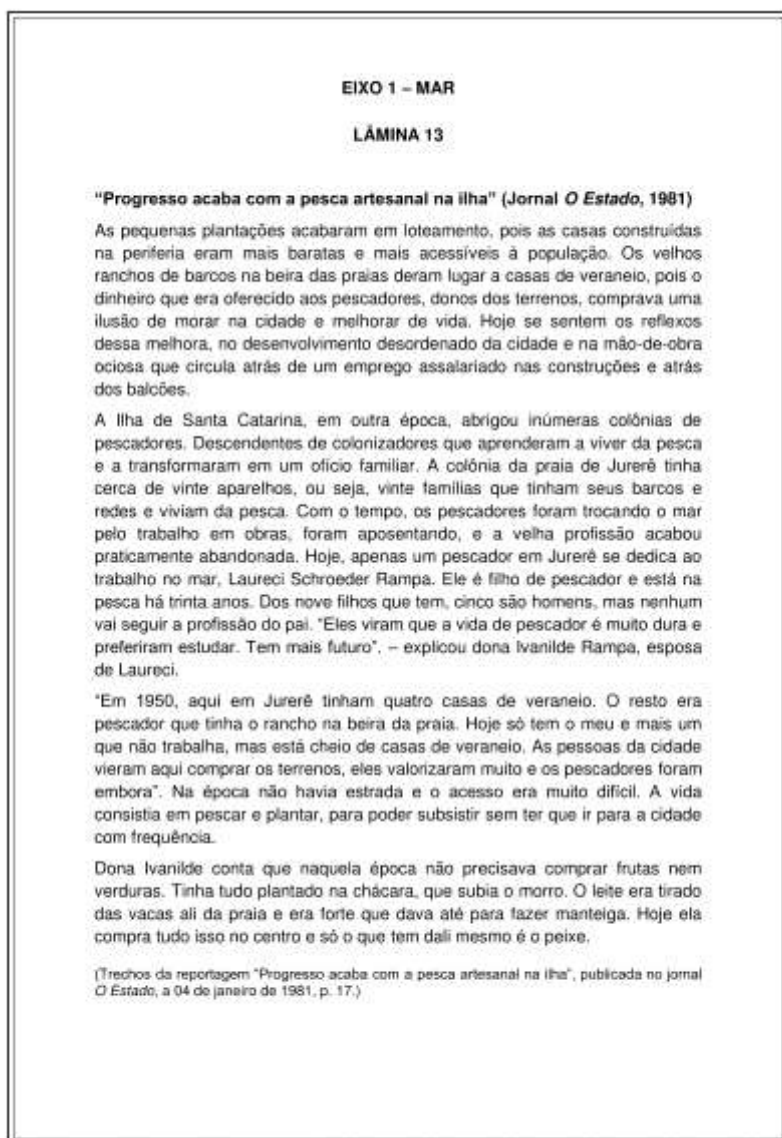 EIXO 1 – MAR
LÂMINA 13
“Progresso acaba com a pesca artesanal na ilha” (Jornal O Estado, 1981)
As pequenas plantações acabaram em loteamento, pois as casas construídas
na periferia eram mais baratas e mais acessíveis à população. Os velhos
ranchos de barcos na beira das praias deram lugar a casas de veraneio, pois o
dinheiro que era oferecido aos pescadores, donos dos terrenos, comprava uma
ilusão de morar na cidade e melhorar de vida. Hoje se sentem os reflexos
dessa melhora, no desenvolvimento desordenado da cidade e na mão-de-obra
ociosa que circula atrás de um emprego assalariado nas construções e atrás
dos balcões.
A Ilha de Santa Catarina, em outra época, abrigou inúmeras colônias de
pescadores. Descendentes de colonizadores que aprenderam a viver da pesca
e a transformaram em um ofício familiar. A colônia da praia de Jurerê tinha
cerca de vinte aparelhos, ou seja, vinte famílias que tinham seus barcos e
redes e viviam da pesca. Com o tempo, os pescadores foram trocando o mar
pelo trabalho em obras, foram aposentando, e a velha profissão acabou
praticamente abandonada. Hoje, apenas um pescador em Jurerê se dedica ao
trabalho no mar, Laureci Schroeder Rampa. Ele é filho de pescador e está na
pesca há trinta anos. Dos nove filhos que tem, cinco são homens, mas nenhum
vai seguir a profissão do pai. “Eles viram que a vida de pescador é muito dura e
preferiram estudar. Tem mais futuro”, – explicou dona Ivanilde Rampa, esposa
de Laureci.
“Em 1950, aqui em Jurerê tinham quatro casas de veraneio. O resto era
pescador que tinha o rancho na beira da praia. Hoje só tem o meu e mais um
que não trabalha, mas está cheio de casas de veraneio. As pessoas da cidade
vieram aqui comprar os terrenos, eles valorizaram muito e os pescadores foram
embora”. Na época não havia estrada e o acesso era muito difícil. A vida
consistia em pescar e plantar, para poder subsistir sem ter que ir para a cidade
com frequência.
Dona Ivanilde conta que naquela época não precisava comprar frutas nem
verduras. Tinha tudo plantado na chácara, que subia o morro. O leite era tirado
das vacas ali da praia e era forte que dava até para fazer manteiga. Hoje ela
compra tudo isso no centro e só o que tem dali mesmo é o peixe.
(Trechos da reportagem “Progresso acaba com a pesca artesanal na ilha”, publicada no jornal
O Estado, a 04 de janeiro de 1981, p. 17.)